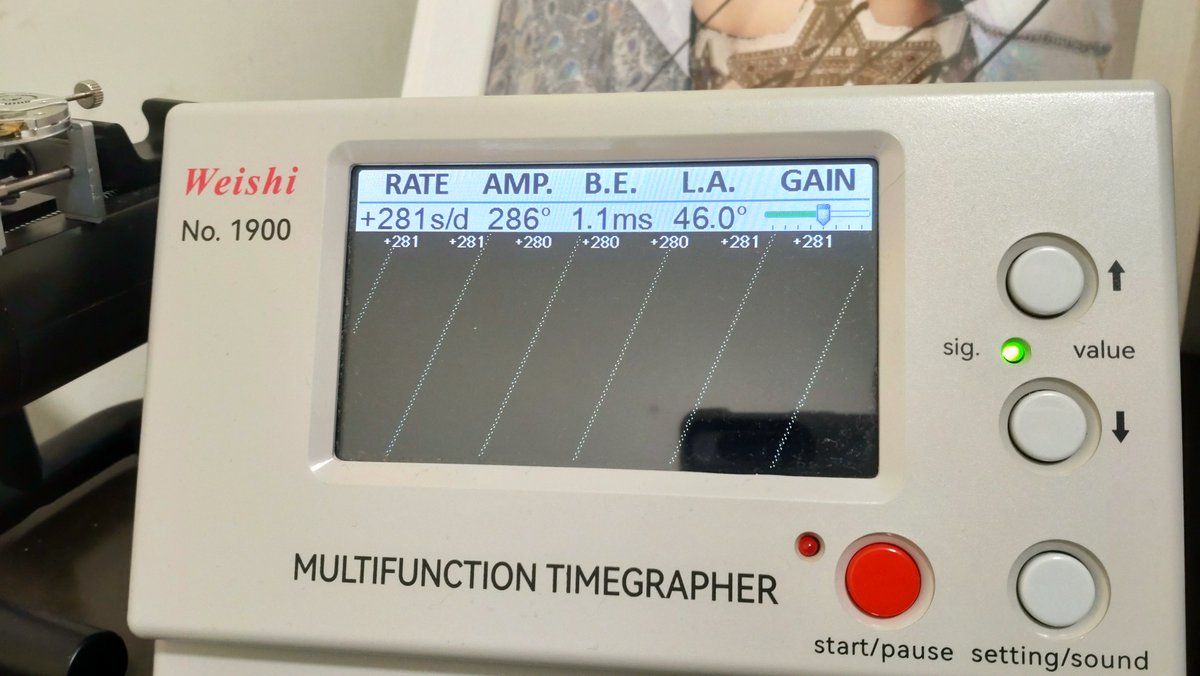 Weishi
No. 1900
RATE AMP. B.E. L.A. GAIN
+281s/d 286° 1.1ms 46.0°
+281 +281 +280 +280 +280 +281 +281
sig. value
MULTIFUNCTION TIMEGRAPHER
start/pause setting/sound